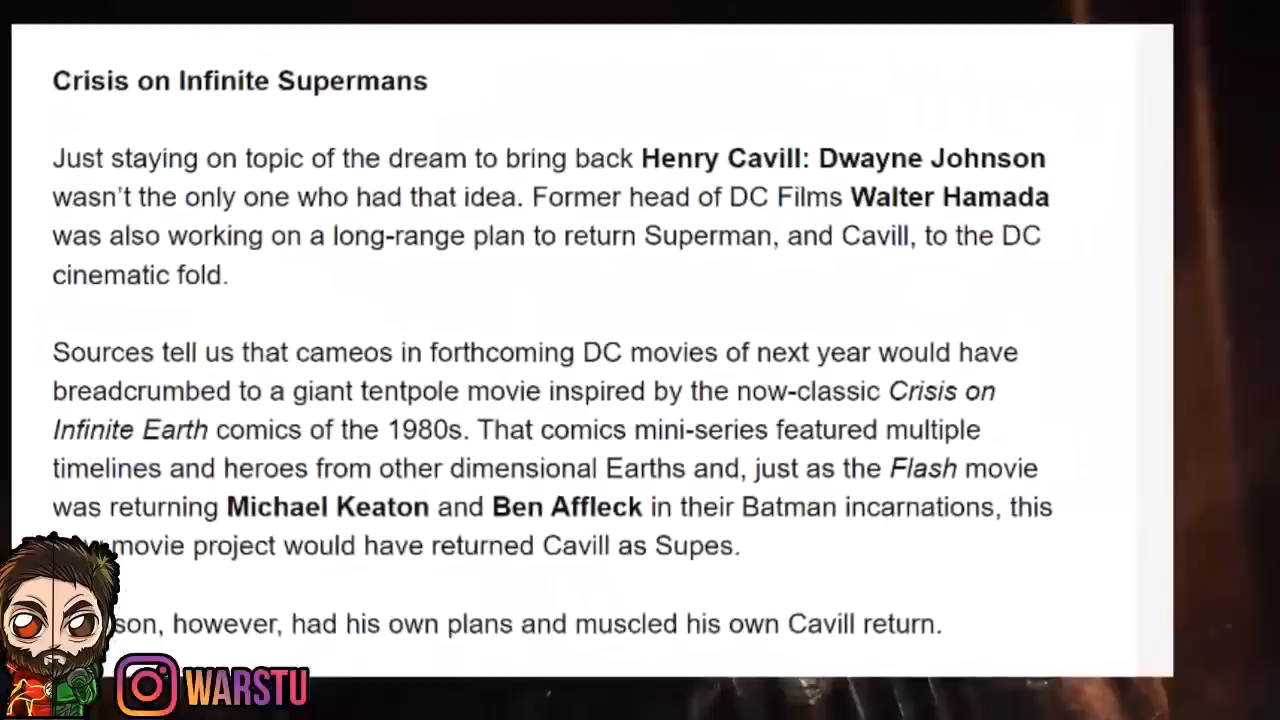 Crisis on Infinite Supermans
Just staying on topic of the dream to bring back Henry Cavill: Dwayne Johnson
wasn't the only one who had that idea. Former head of DC Films Walter Hamada
was also working on a long-range plan to return Superman, and Cavill, to the DC
cinematic fold.
Sources tell us that cameos in forthcoming DC movies of next year would have
breadcrumbed to a giant tentpole movie inspired by the now-classic Crisis on
Infinite Earth comics of the 1980s. That comics mini-series featured multiple
timelines and heroes from other dimensional Earths and, just as the Flash movie
was returning Michael Keaton and Ben Affleck in their Batman incarnations, this
movie project would have returned Cavill as Supes.
son, however, had his own plans and muscled his own Cavill return.
WARSTU